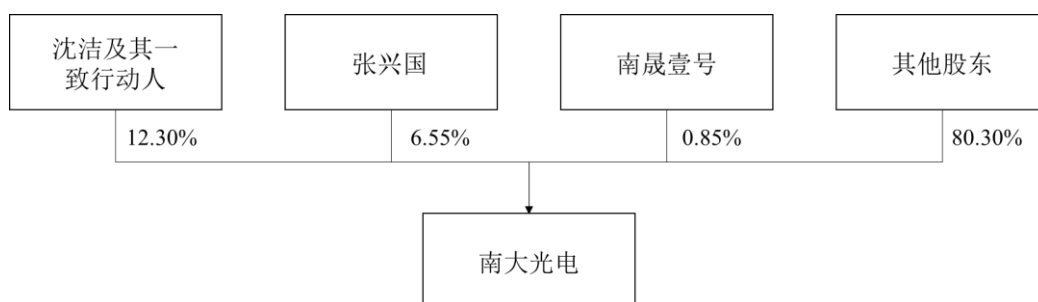 沈洁及其一
致行动人
张兴国
南晟壹号
其他股东
12.30%
6.55%
0.85%
80.30%
南大光电